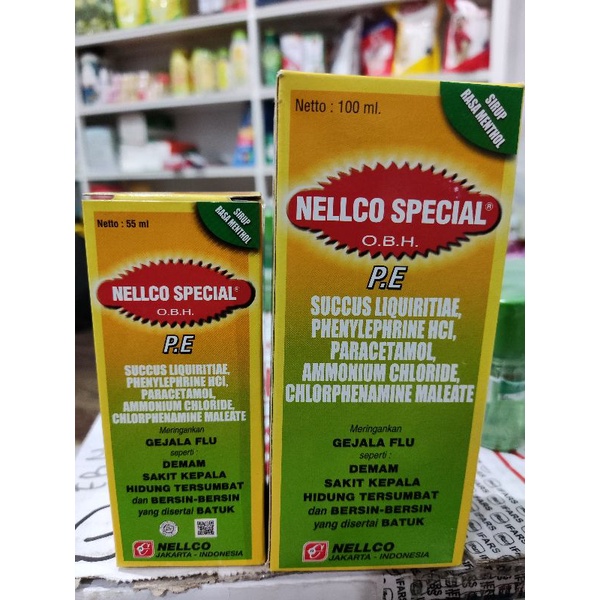 Netto : 55 ml
SIRUP
RASA MENTHOL
NELLCO SPECIAL®
O.B.H.
P.E
SUCCUS LIQUIRITIAE,
PHENYLEPHRINE HCl,
PARACETAMOL,
AMMONIUM CHLORIDE,
CHLORPHENAMINE MALEATE
Meringankan
GEJALA FLU
seperti :
DEMAM
SAKIT KEPALA
HIDUNG TERSUMBAT
dan BERSIN-BERSIN
yang disertai BATUK
NELLCO
JAKARTA - INDONESIA
Netto : 100 ml.
SIRUP
RASA MENTHOL
NELLCO SPECIAL®
O.B.H.
P.E
SUCCUS LIQUIRITIAE,
PHENYLEPHRINE HCl,
PARACETAMOL,
AMMONIUM CHLORIDE,
CHLORPHENAMINE MALEATE
Meringankan
GEJALA FLU
seperti :
DEMAM
SAKIT KEPALA
HIDUNG TERSUMBAT
dan BERSIN-BERSIN
yang disertai BATUK
NELLCO
JAKARTA - INDONESIA
IFARS